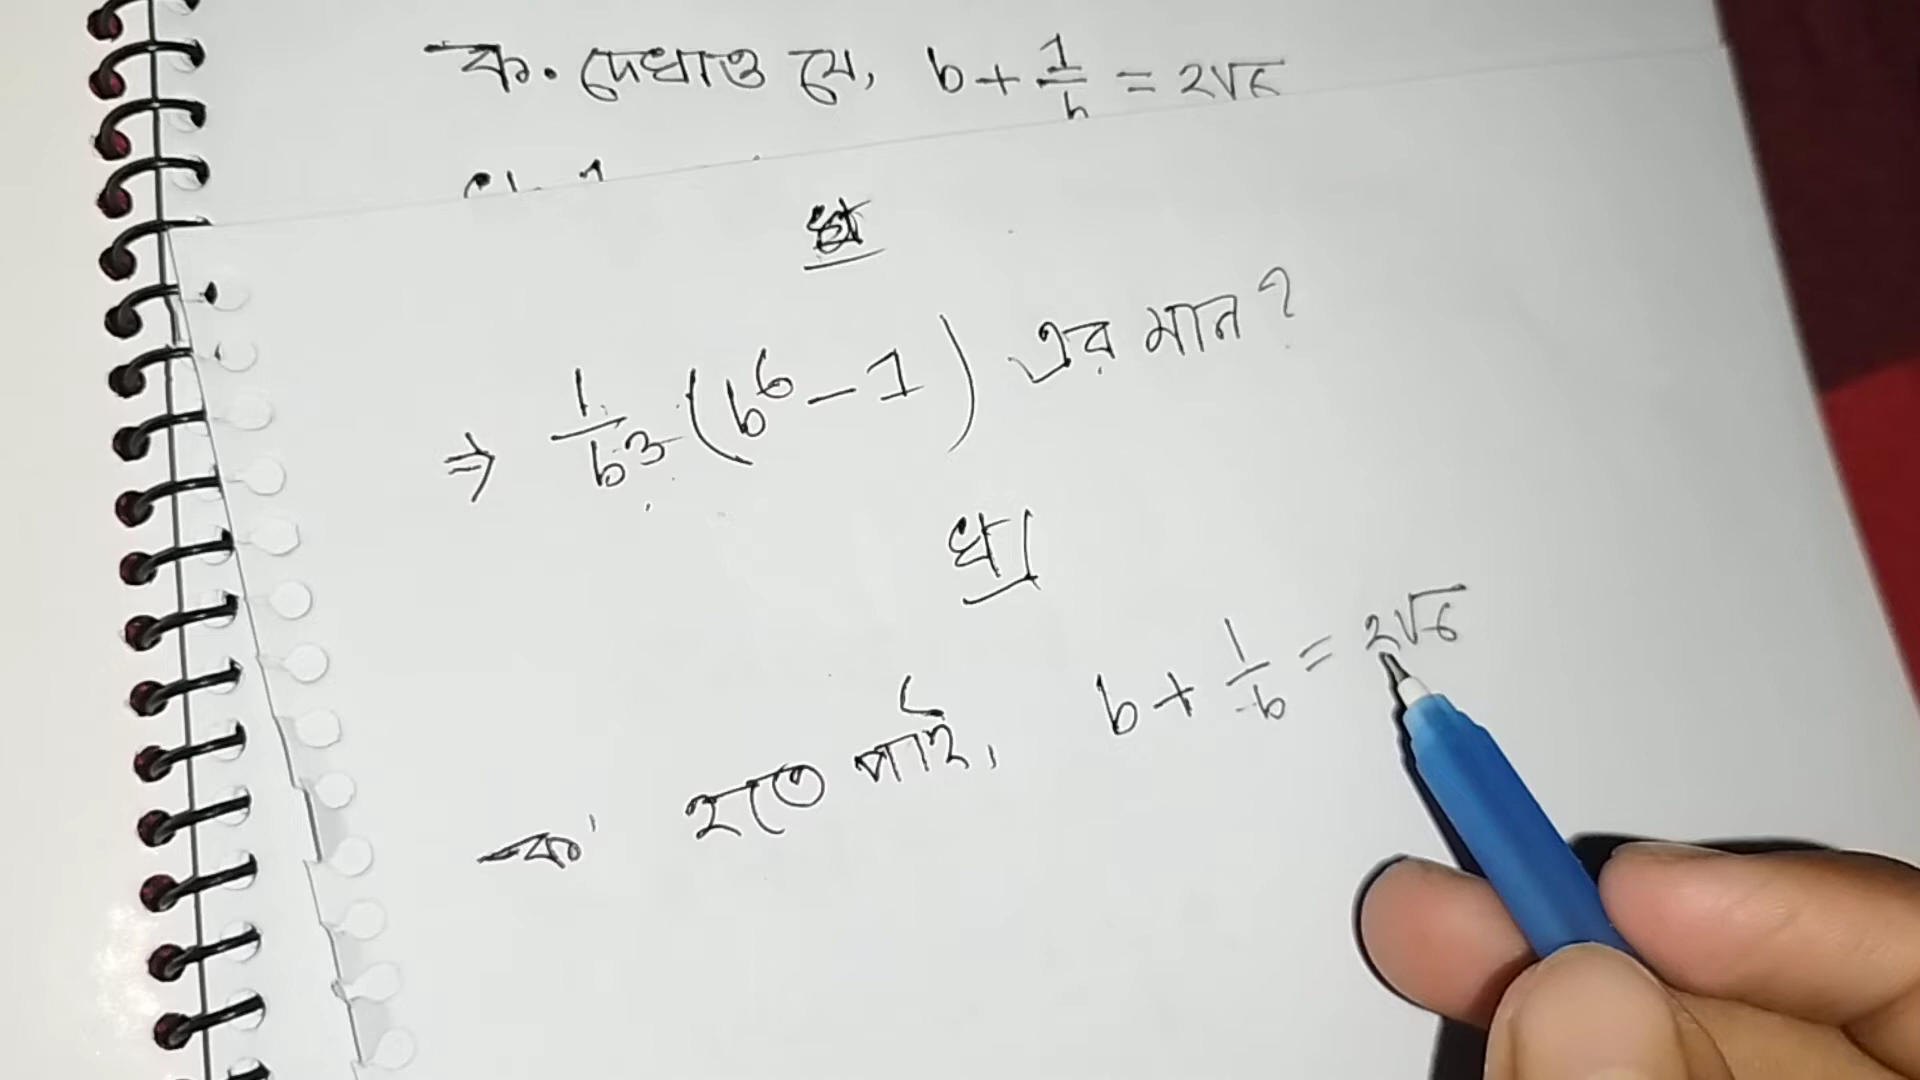 ক. দেখাও যে, b + 1/b = 2√6
খ
⇒ 1/b³ (b⁶ - 1) এর মান ?
খ
ক' হতে পাই, b + 1/b = 2√6